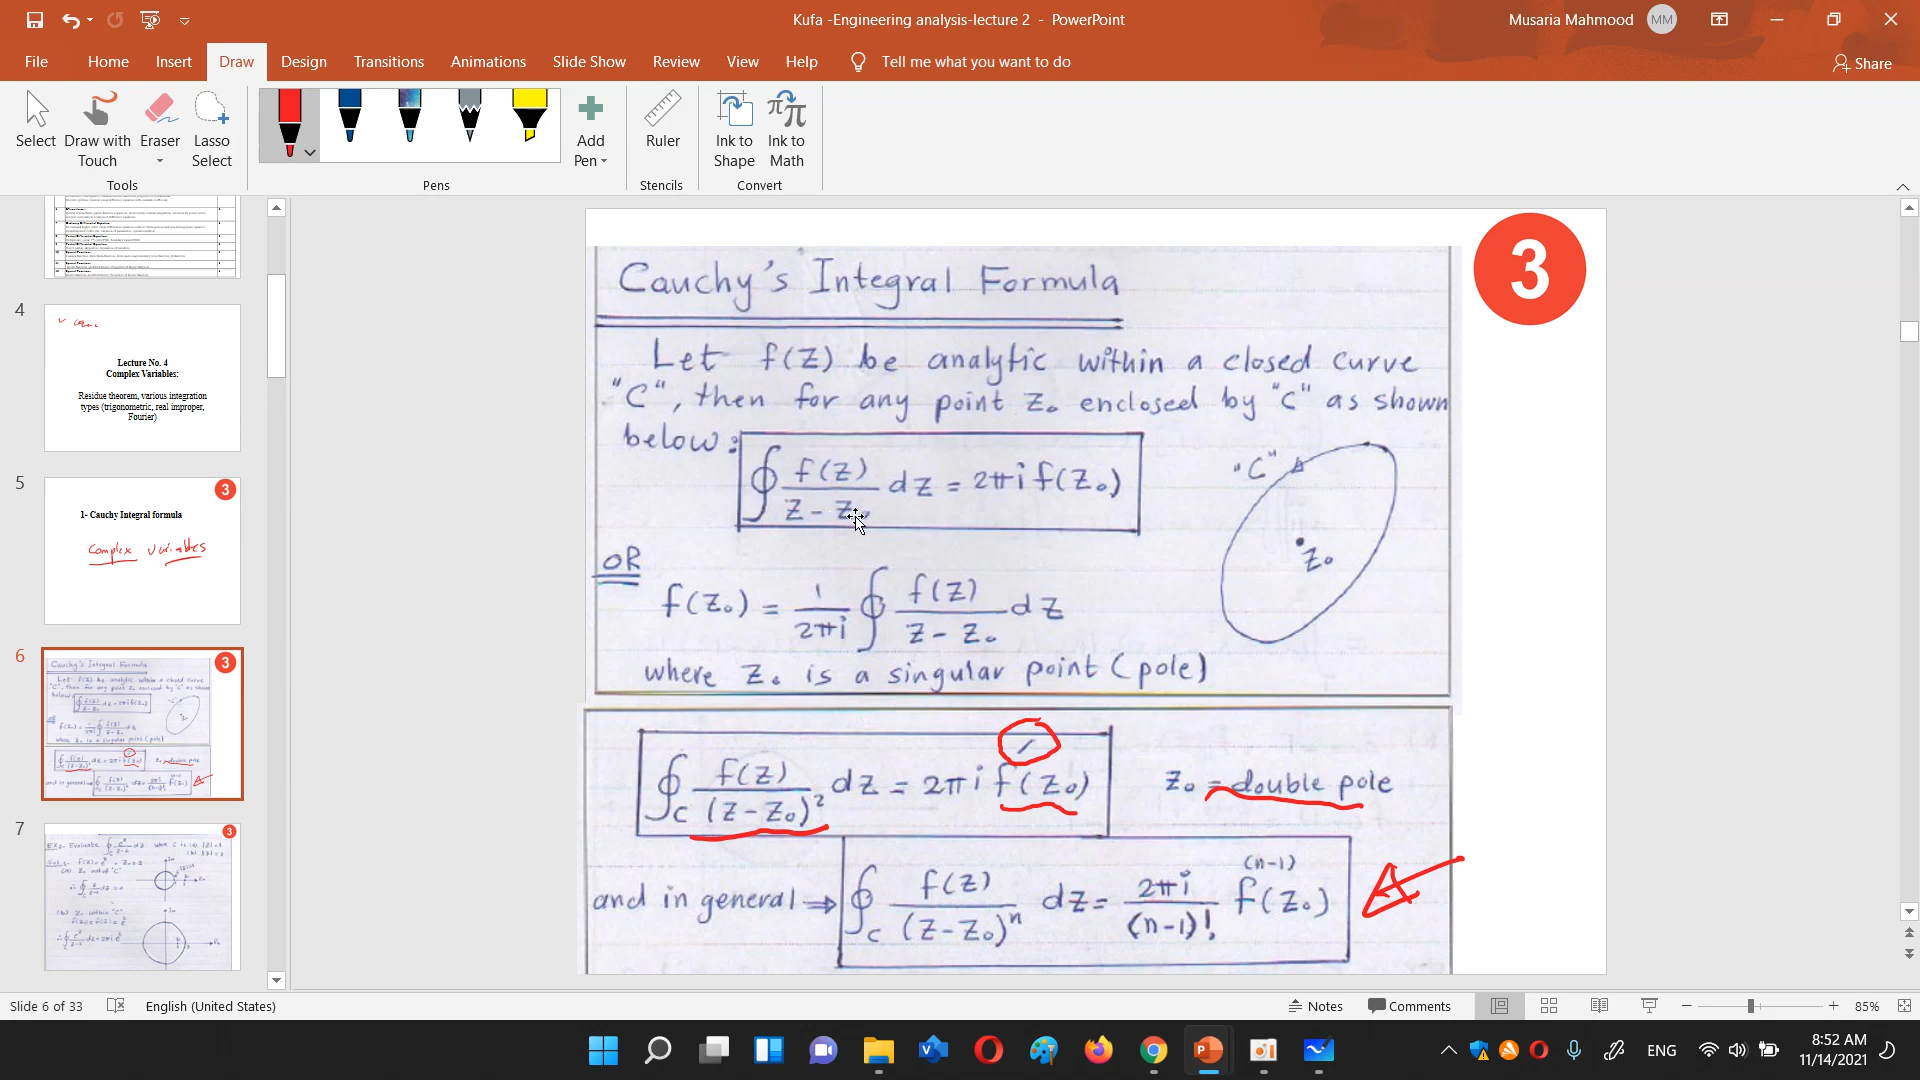 Kufa -Engineering analysis-lecture 2 - PowerPoint
Musaria Mahmood
MM
File Home Insert Draw Design Transitions Animations Slide Show Review View Help Tell me what you want to do
Share
Select
Draw with Touch
Eraser
Lasso Select
Add Pen
Ruler
Ink to Shape
Ink to Math
Tools
Pens
Stencils
Convert
4
Lecture No. 4
Complex Variables:
Residue theorem, various integration
types (trigonometric, real improper,
Fourier)
5
3
1- Cauchy Integral formula
Complex variables
6
3
7
3
3
Cauchy's Integral Formula
Let f(Z) be analytic within a closed curve
"C", then for any point Z₀ enclosed by "C" as shown
below:
∮ f(Z)/(Z - Z₀) dZ = 2πi f(Z₀)
"C"
Z₀
OR
f(Z₀) = 1/(2πi) ∮ f(Z)/(Z - Z₀) dZ
where Z₀ is a singular point (pole)
∮_C f(Z)/(Z - Z₀)² dZ = 2πi f′(Z₀)
Z₀ = double pole
and in general ⇒ ∮_C f(Z)/(Z - Z₀)ⁿ dZ = 2πi/(n-1)! f⁽ⁿ⁻¹⁾(Z₀)
Slide 6 of 33
English (United States)
Notes
Comments
85%
ENG
8:52 AM
11/14/2021